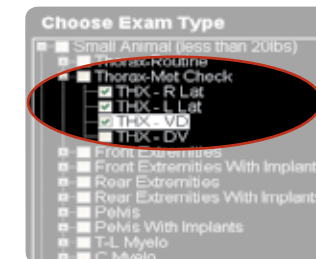 Choose Exam Type
Small Animal (less than 20lbs)
Thorax-Routine
Thorax-Met Check
THX - R Lat
THX - L Lat
THX - VD
THX - DV
Front Extremities
Front Extremities With Implant
Rear Extremities
Rear Extremities With Implants
Pelvis
Pelvis With Implants
T-L Myelo
C Myelo